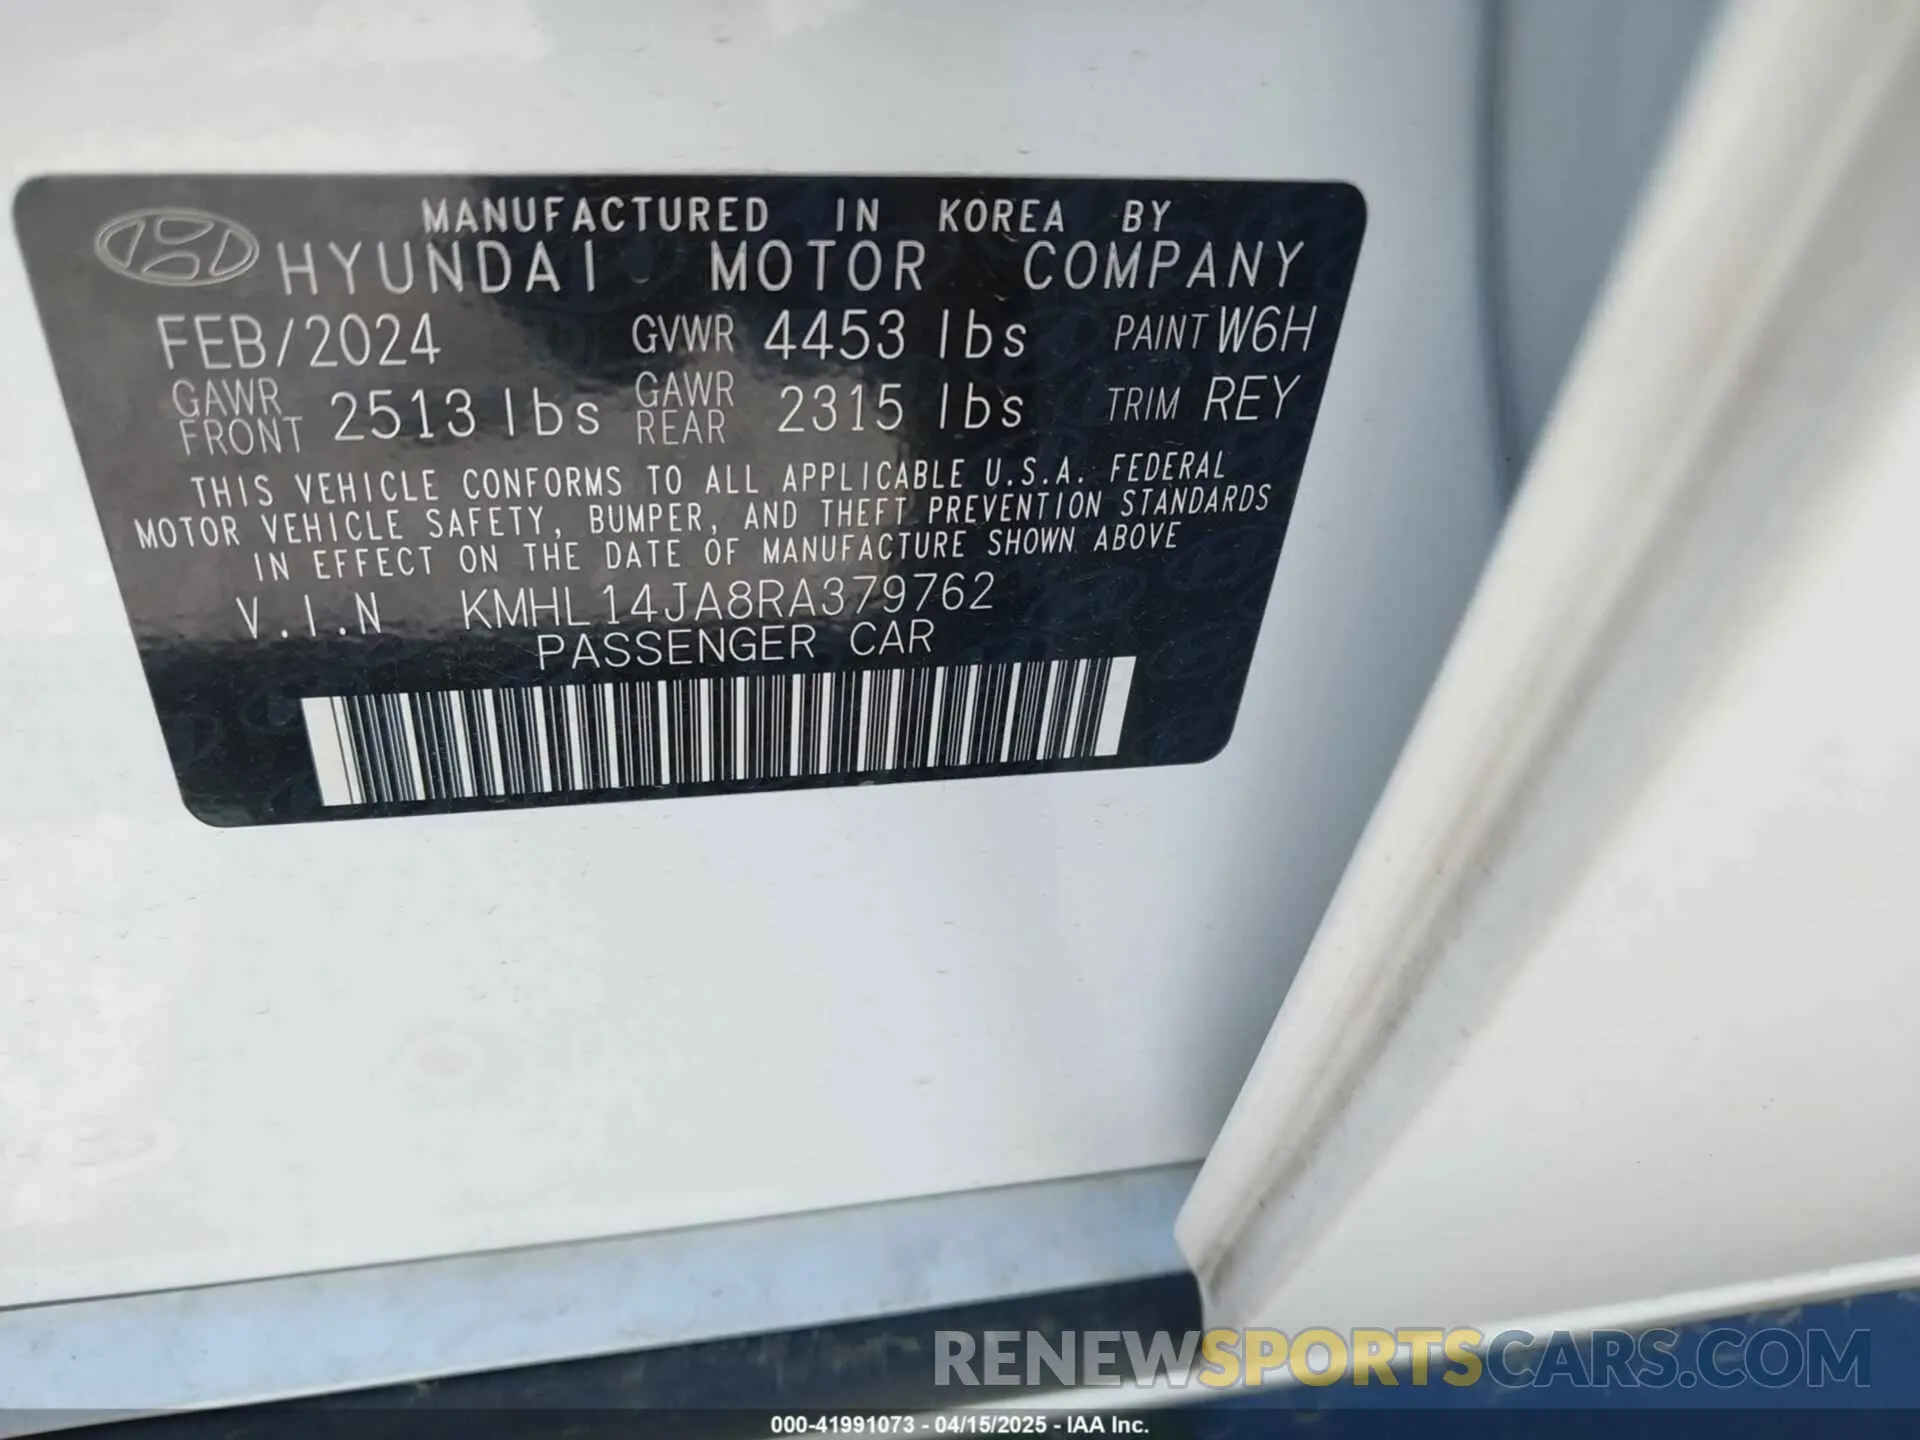 MANUFACTURED IN KOREA BY
HYUNDAI MOTOR COMPANY
FEB/2024 GVWR 4453 lbs PAINT W6H
GAWR FRONT 2513 lbs GAWR REAR 2315 lbs TRIM REY
THIS VEHICLE CONFORMS TO ALL APPLICABLE U.S.A. FEDERAL
MOTOR VEHICLE SAFETY, BUMPER, AND THEFT PREVENTION STANDARDS
IN EFFECT ON THE DATE OF MANUFACTURE SHOWN ABOVE
V.I.N KMHL14JA8RA379762
PASSENGER CAR
RENEWSPORTSCARS.COM
000-41991073 - 04/15/2025 - IAA Inc.